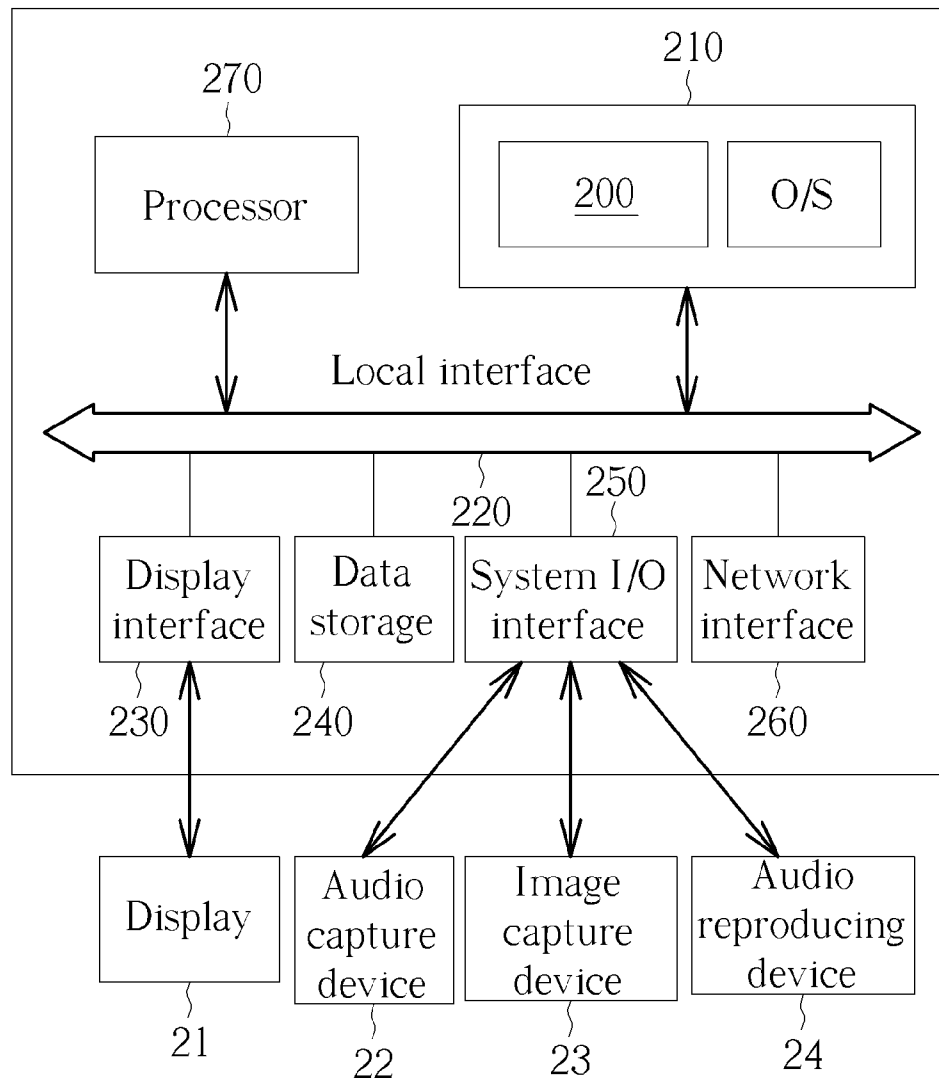 270
210
Processor
200
O/S
Local interface
220
250
Display
interface
Data
storage
System I/O
interface
Network
interface
230
240
260
Display
Audio
capture
device
Image
capture
device
Audio
reproducing
device
21
22
23
24